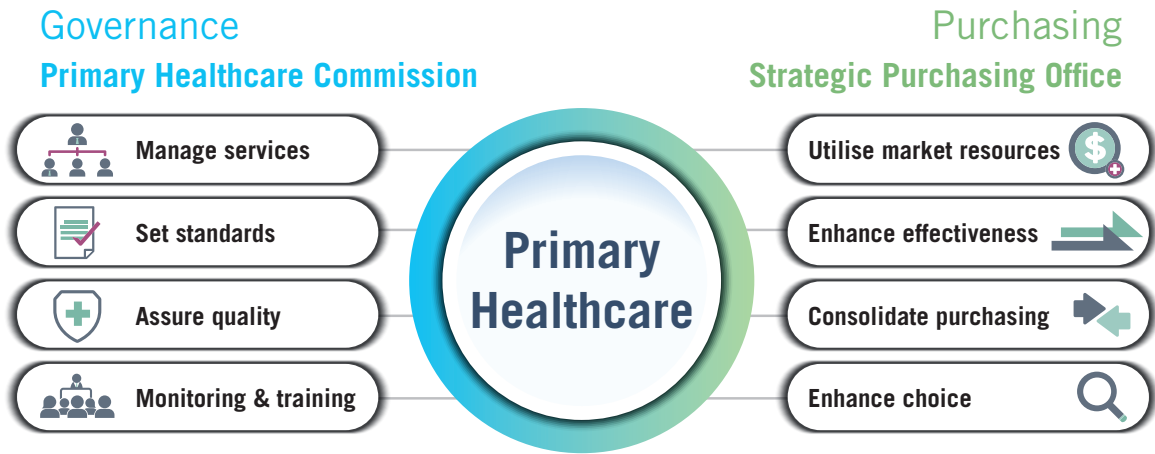 Governance
Primary Healthcare Commission
Manage services
Set standards
Assure quality
Monitoring & training
Primary
Healthcare
Purchasing
Strategic Purchasing Office
Utilise market resources
$
Enhance effectiveness
Consolidate purchasing
Enhance choice